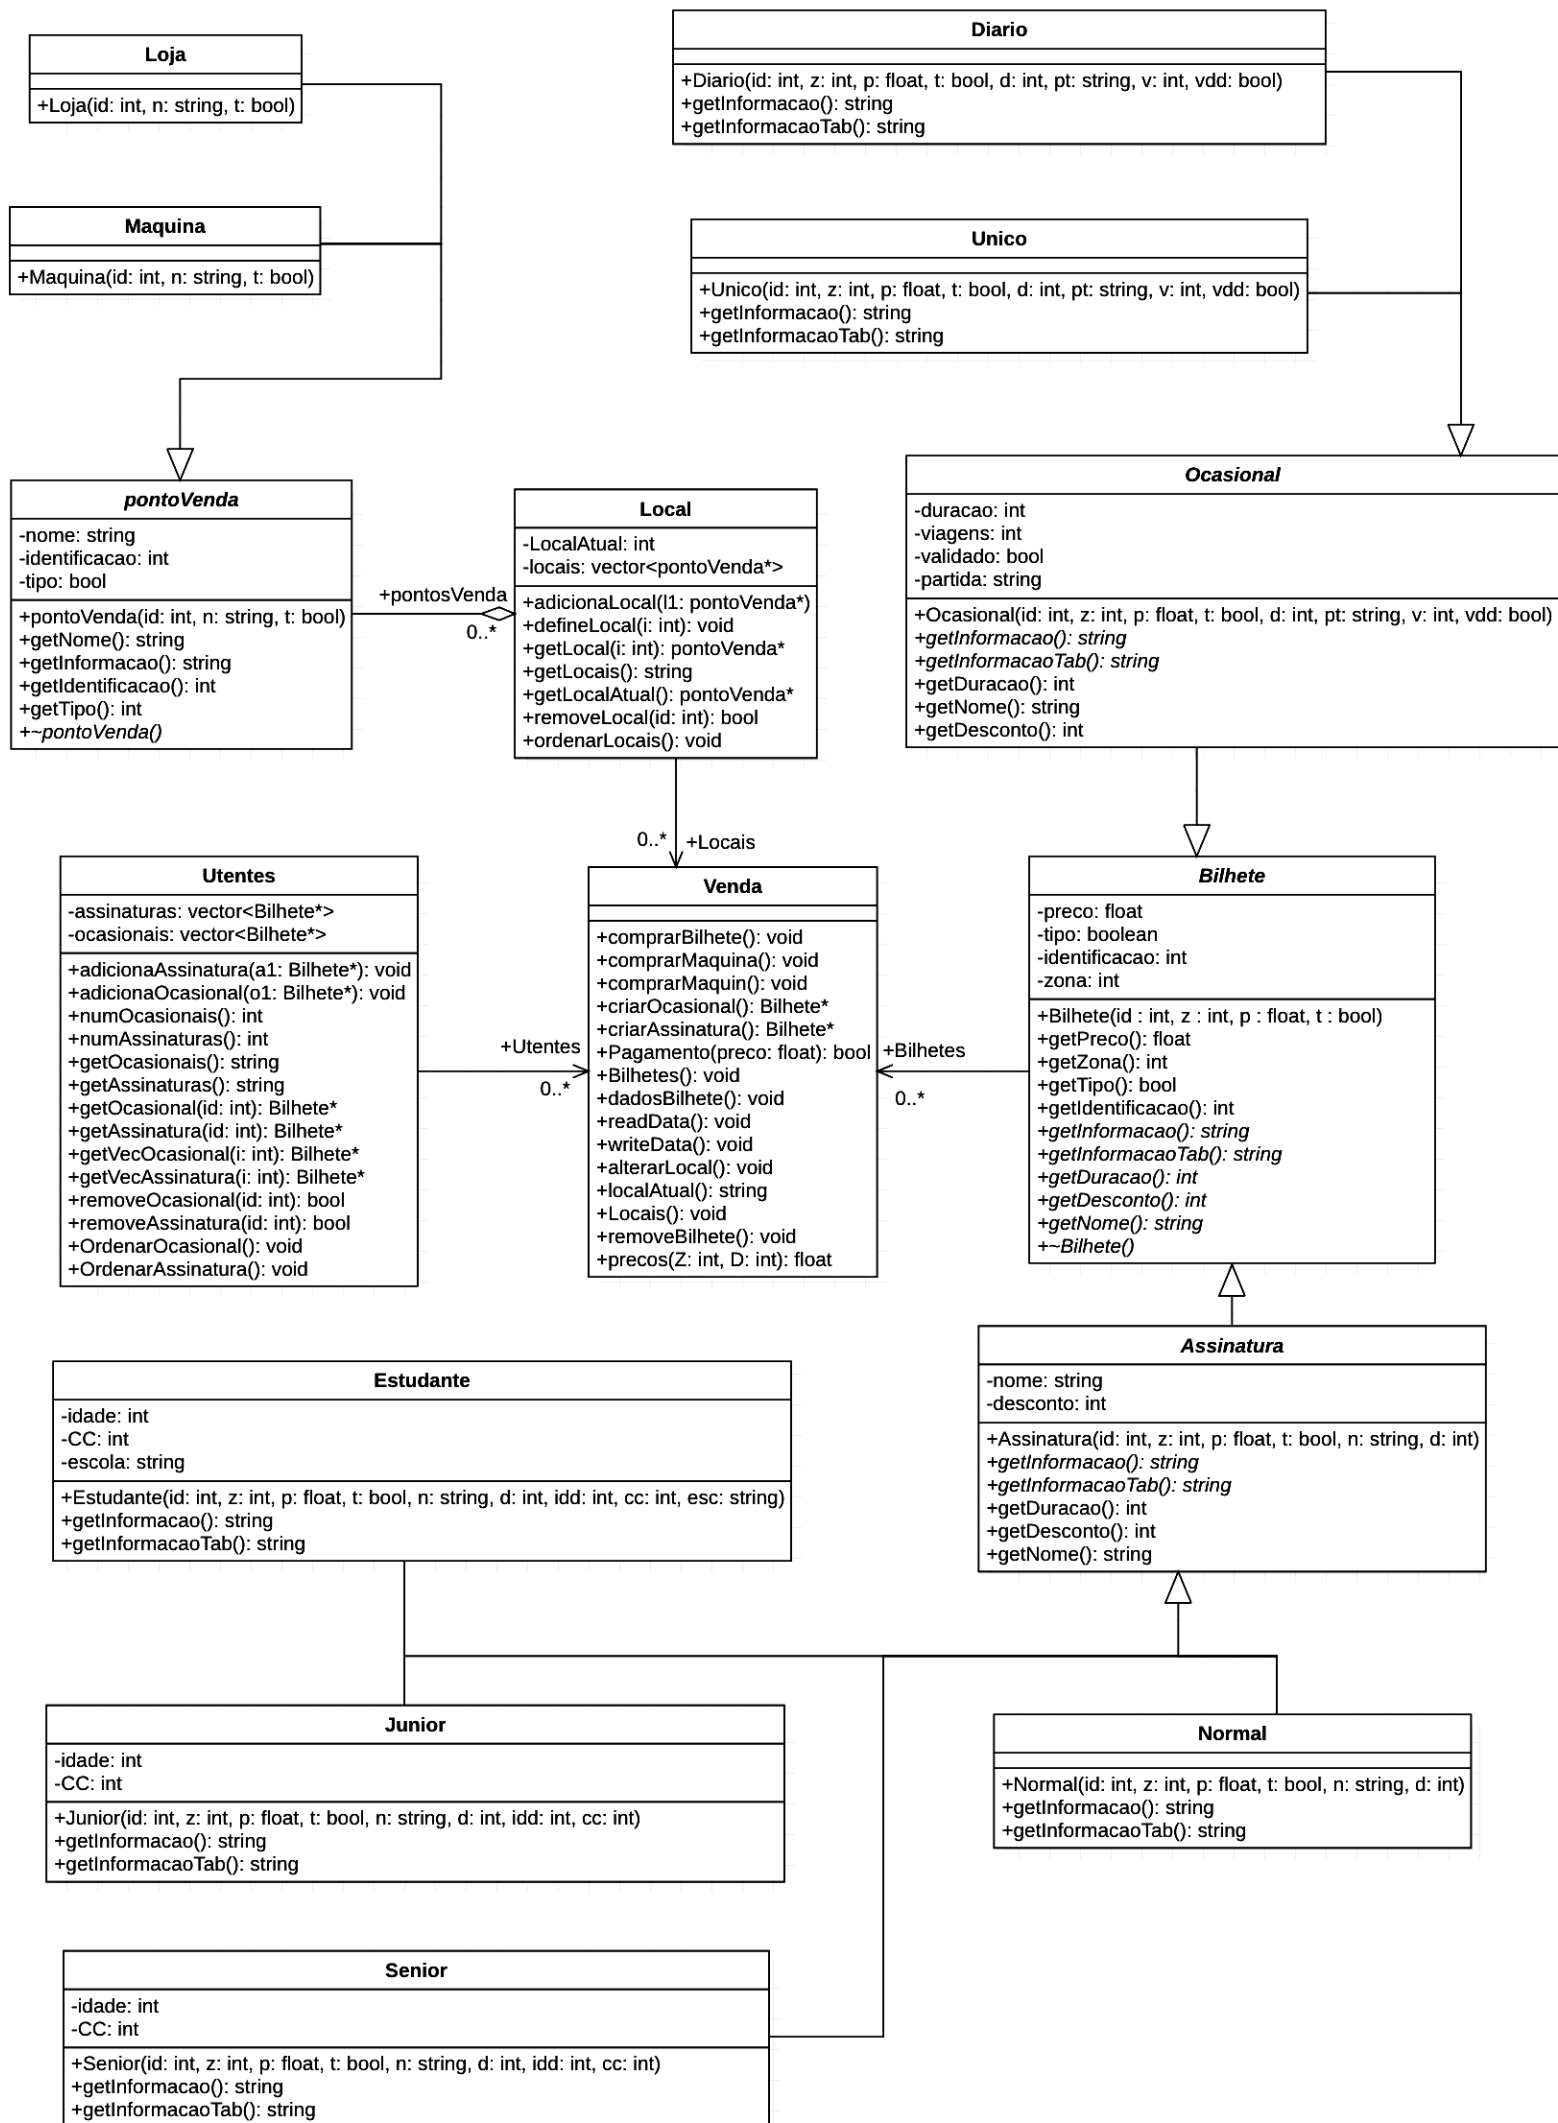 Loja
+Loja(id: int, n: string, t: bool)
Maquina
+Maquina(id: int, n: string, t: bool)
Diario
+Diario(id: int, z: int, p: float, t: bool, d: int, pt: string, v: int, vdd: bool)
+getInformacao(): string
+getInformacaoTab(): string
Unico
+Unico(id: int, z: int, p: float, t: bool, d: int, pt: string, v: int, vdd: bool)
+getInformacao(): string
+getInformacaoTab(): string
pontoVenda
-nome: string
-identificacao: int
-tipo: bool
+pontoVenda(id: int, n: string, t: bool)
+getNome(): string
+getInformacao(): string
+getIdentificacao(): int
+getTipo(): int
+~pontoVenda()
+pontosVenda
0..*
Local
-LocalAtual: int
-locais: vector<pontoVenda*>
+adicionaLocal(l1: pontoVenda*)
+defineLocal(i: int): void
+getLocal(i: int): pontoVenda*
+getLocais(): string
+getLocalAtual(): pontoVenda*
+removeLocal(id: int): bool
+ordenarLocais(): void
Ocasional
-duracao: int
-viagens: int
-validado: bool
-partida: string
+Ocasional(id: int, z: int, p: float, t: bool, d: int, pt: string, v: int, vdd: bool)
+getInformacao(): string
+getInformacaoTab(): string
+getDuracao(): int
+getNome(): string
+getDesconto(): int
0..*
+Locais
Utentes
-assinaturas: vector<Bilhete*>
-ocasionais: vector<Bilhete*>
+adicionaAssinatura(a1: Bilhete*): void
+adicionaOcasional(o1: Bilhete*): void
+numOcasionais(): int
+numAssinaturas(): int
+getOcasionais(): string
+getAssinaturas(): string
+getOcasional(id: int): Bilhete*
+getAssinatura(id: int): Bilhete*
+getVecOcasional(i: int): Bilhete*
+getVecAssinatura(i: int): Bilhete*
+removeOcasional(id: int): bool
+removeAssinatura(id: int): bool
+OrdenarOcasional(): void
+OrdenarAssinatura(): void
+Utentes
0..*
Venda
+comprarBilhete(): void
+comprarMaquina(): void
+comprarMaquin(): void
+criarOcasional(): Bilhete*
+criarAssinatura(): Bilhete*
+Pagamento(preco: float): bool
+Bilhetes(): void
+dadosBilhete(): void
+readData(): void
+writeData(): void
+alterarLocal(): void
+localAtual(): string
+Locais(): void
+removeBilhete(): void
+precos(Z: int, D: int): float
+Bilhetes
0..*
Bilhete
-preco: float
-tipo: boolean
-identificacao: int
-zona: int
+Bilhete(id : int, z : int, p : float, t : bool)
+getPreco(): float
+getZona(): int
+getTipo(): bool
+getIdentificacao(): int
+getInformacao(): string
+getInformacaoTab(): string
+getDuracao(): int
+getDesconto(): int
+getNome(): string
+~Bilhete()
Assinatura
-nome: string
-desconto: int
+Assinatura(id: int, z: int, p: float, t: bool, n: string, d: int)
+getInformacao(): string
+getInformacaoTab(): string
+getDuracao(): int
+getDesconto(): int
+getNome(): string
Estudante
-idade: int
-CC: int
-escola: string
+Estudante(id: int, z: int, p: float, t: bool, n: string, d: int, idd: int, cc: int, esc: string)
+getInformacao(): string
+getInformacaoTab(): string
Junior
-idade: int
-CC: int
+Junior(id: int, z: int, p: float, t: bool, n: string, d: int, idd: int, cc: int)
+getInformacao(): string
+getInformacaoTab(): string
Normal
+Normal(id: int, z: int, p: float, t: bool, n: string, d: int)
+getInformacao(): string
+getInformacaoTab(): string
Senior
-idade: int
-CC: int
+Senior(id: int, z: int, p: float, t: bool, n: string, d: int, idd: int, cc: int)
+getInformacao(): string
+getInformacaoTab(): string